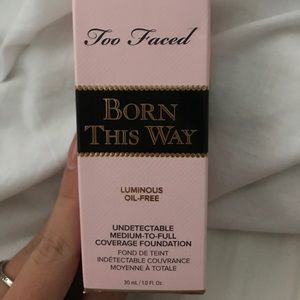 Too Faced
BORN
THIS WAY
LUMINOUS
OIL-FREE
UNDETECTABLE
MEDIUM-TO-FULL
COVERAGE FOUNDATION
FOND DE TEINT
INDÉTECTABLE COUVRANCE
MOYENNE À TOTALE
30 mL / 1.0 Fl. Oz.